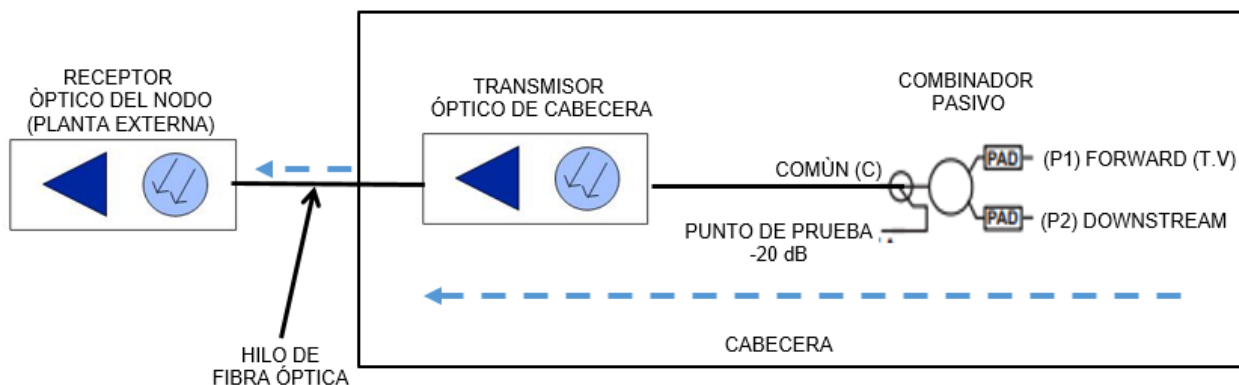 RECEPTOR
ÒPTICO DEL NODO
(PLANTA EXTERNA)
TRANSMISOR
ÓPTICO DE CABECERA
COMBINADOR
PASIVO
PAD
(P1) FORWARD (T.V)
COMÙN (C)
PAD
(P2) DOWNSTREAM
PUNTO DE PRUEBA
-20 dB
CABECERA
HILO DE
FIBRA ÓPTICA